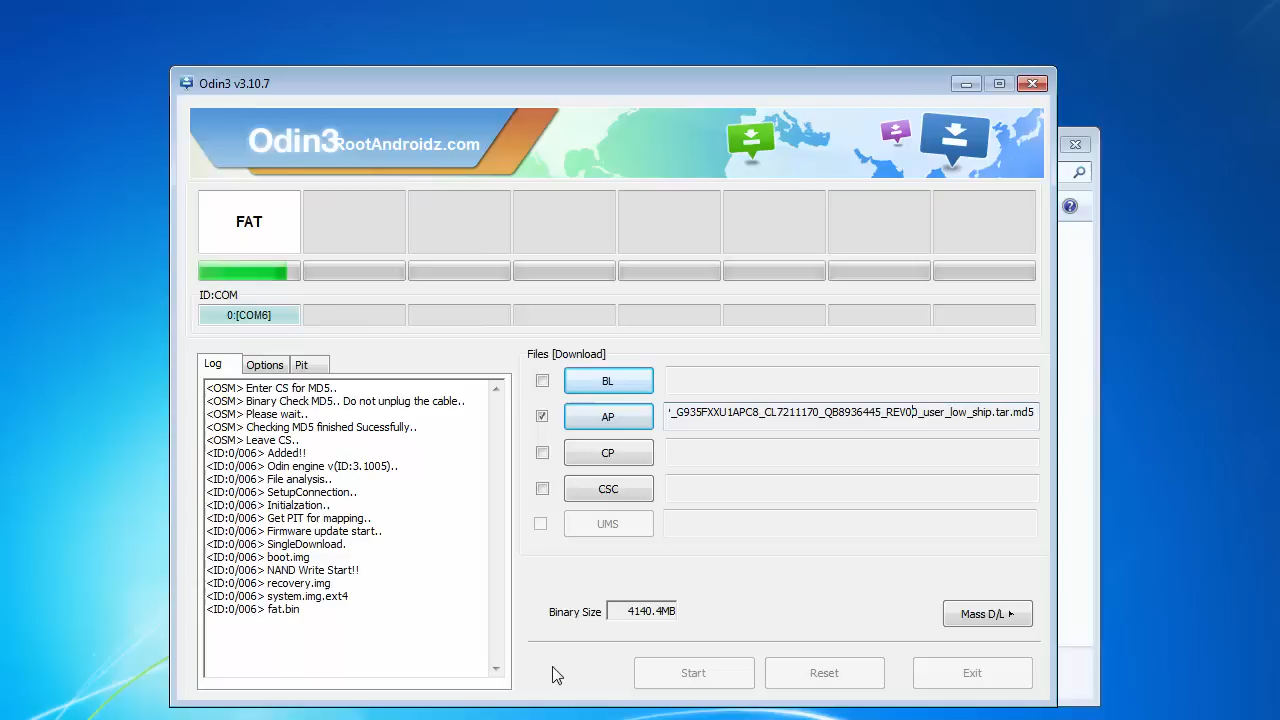 Odin3 v3.10.7
Odin3 RootAndroidz.com
FAT
ID:COM
0:[COM6]
Log Options Pit
<OSM> Enter CS for MD5..
<OSM> Binary Check MD5.. Do not unplug the cable..
<OSM> Please wait..
<OSM> Checking MD5 finished Sucessfully..
<OSM> Leave CS..
<ID:0/006> Added!!
<ID:0/006> Odin engine v(ID:3.1005)..
<ID:0/006> File analysis..
<ID:0/006> SetupConnection..
<ID:0/006> Initialzation..
<ID:0/006> Get PIT for mapping..
<ID:0/006> Firmware update start..
<ID:0/006> SingleDownload.
<ID:0/006> boot.img
<ID:0/006> NAND Write Start!!
<ID:0/006> recovery.img
<ID:0/006> system.img.ext4
<ID:0/006> fat.bin
Files [Download]
BL
AP _G935FXXU1APC8_CL7211170_QB8936445_REV00_user_low_ship.tar.md5
CP
CSC
UMS
Binary Size 4140.4MB
Mass D/L
Start Reset Exit